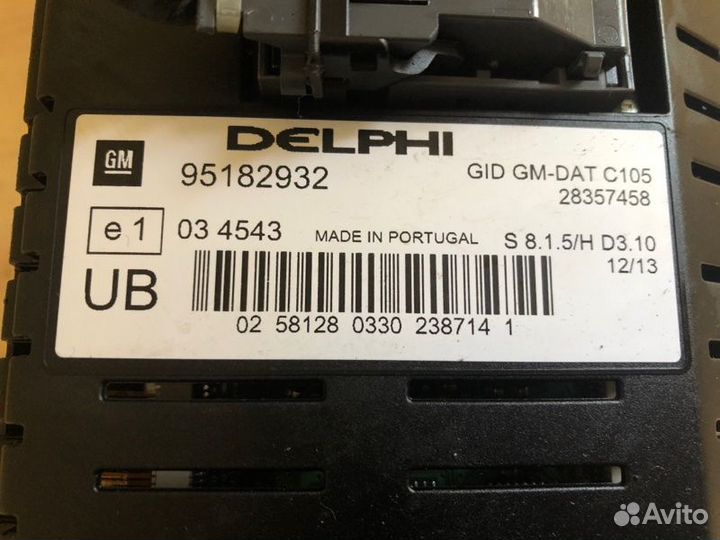 DELPHI
GM 95182932
GID GM-DAT C105
28357458
e1 03 4543 MADE IN PORTUGAL S 8.1.5/H D3.10
12/13
UB
02 58128 0330 238714 1
Avito